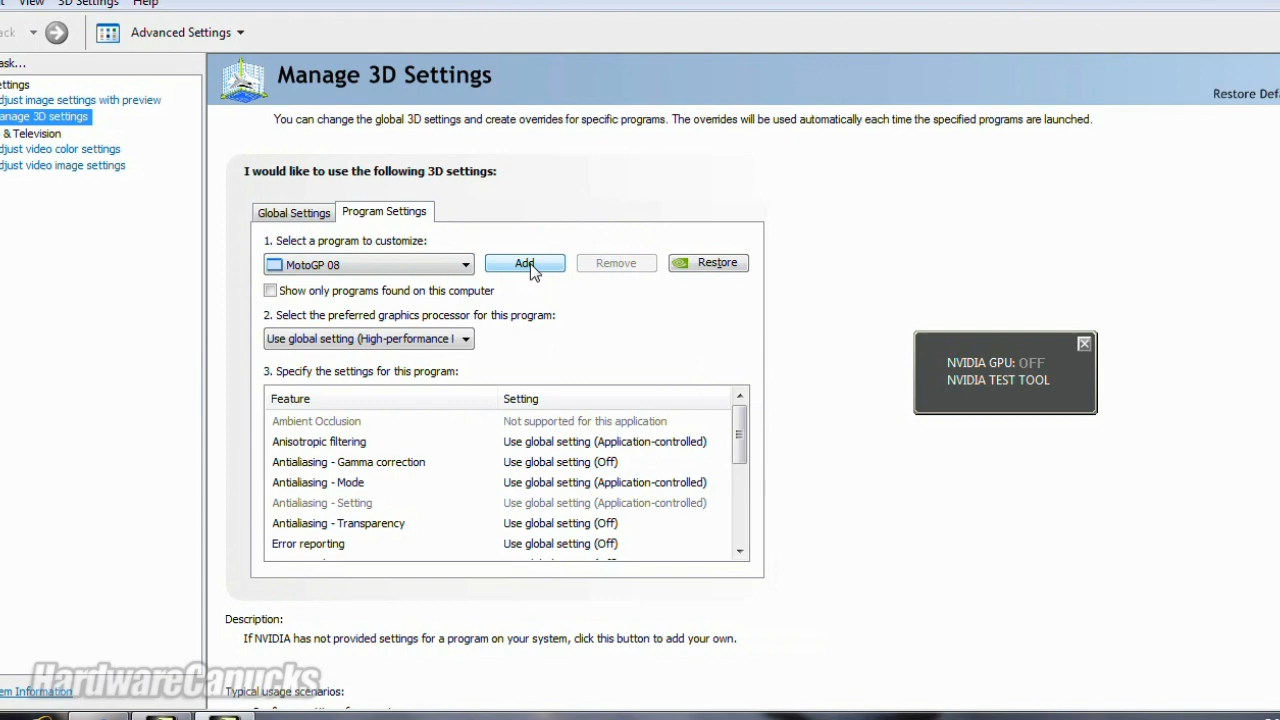 View 3D Settings Help
ack Advanced Settings
ask...
ettings
djust image settings with preview
anage 3D settings
& Television
djust video color settings
djust video image settings
em Information
Manage 3D Settings
Restore Defa
You can change the global 3D settings and create overrides for specific programs. The overrides will be used automatically each time the specified programs are launched.
I would like to use the following 3D settings:
Global Settings Program Settings
1. Select a program to customize:
MotoGP 08 Add Remove Restore
Show only programs found on this computer
2. Select the preferred graphics processor for this program:
Use global setting (High-performance
3. Specify the settings for this program:
Feature Setting
Ambient Occlusion Not supported for this application
Anisotropic filtering Use global setting (Application-controlled)
Antialiasing - Gamma correction Use global setting (Off)
Antialiasing - Mode Use global setting (Application-controlled)
Antialiasing - Setting Use global setting (Application-controlled)
Antialiasing - Transparency Use global setting (Off)
Error reporting Use global setting (Off)
NVIDIA GPU: OFF
NVIDIA TEST TOOL
Description:
If NVIDIA has not provided settings for a program on your system, click this button to add your own.
Typical usage scenarios:
HardwareCanucks